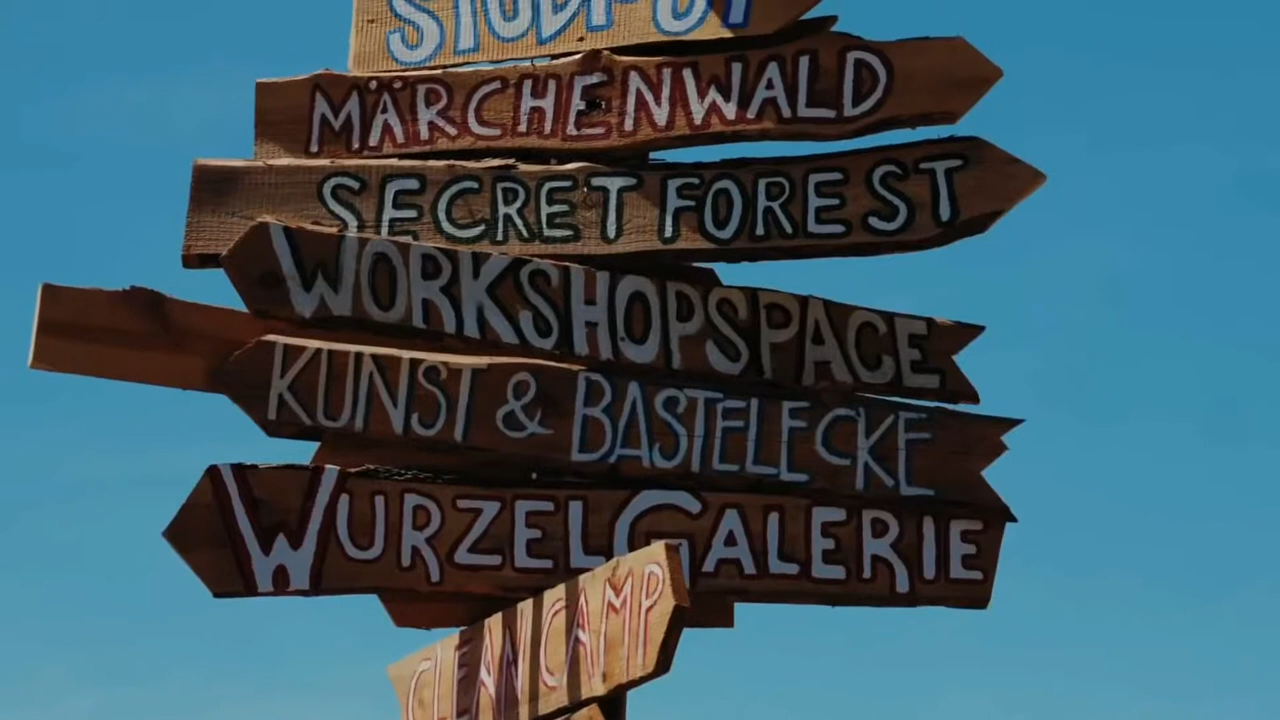 MÄRCHENWALD
SECRET FOREST
WORKSHOPSPACE
KUNST & BASTELECKE
WURZELGALERIE
CLEAN CAMP